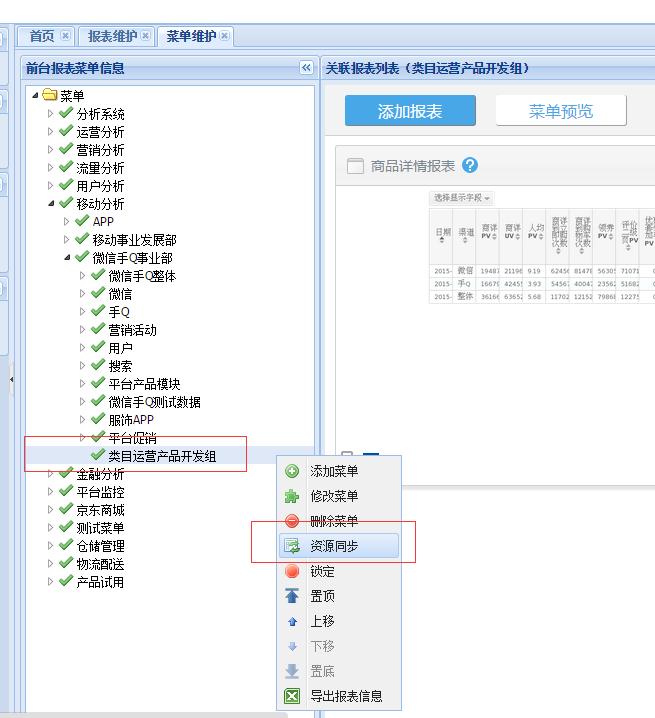 首页
报表维护
菜单维护
前台报表菜单信息
菜单
分析系统
运营分析
营销分析
流量分析
用户分析
移动分析
APP
移动事业发展部
微信手Q事业部
微信手Q整体
微信
手Q
营销活动
用户
搜索
平台产品模块
微信手Q测试数据
服饰APP
平台促销
类目运营产品开发组
金融分析
平台监控
京东商城
测试菜单
仓储管理
物流配送
产品试用
关联报表列表（类目运营产品开发组）
添加报表
菜单预览
商品详情报表
选择显示字段
日期 渠道 商详PV 商详UV 人均PV 领券PV
2015- 微信 19487 21196 9.19 62456 81478 56305 71071
2015- 手Q 16679 42455 3.93 54567 40047 23562 51682
2015- 整体 36166 63652 5.68 11702 12152 79868 12275
添加菜单
修改菜单
删除菜单
资源同步
锁定
置顶
上移
下移
置底
导出报表信息